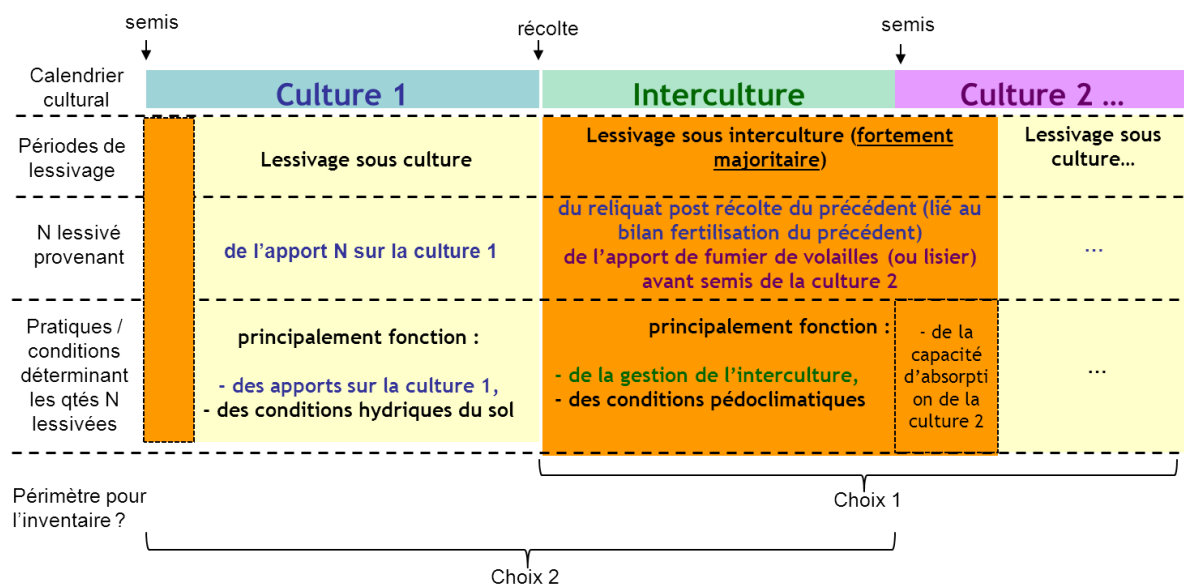 semis
récolte
semis
Calendrier
cultural
Culture 1
Interculture
Culture 2 ...
Périodes de
lessivage
Lessivage sous culture
Lessivage sous interculture (fortement
majoritaire)
Lessivage sous
culture…
N lessivé
provenant
de l’apport N sur la culture 1
du reliquat post récolte du précédent (lié au
bilan fertilisation du précédent)
de l’apport de fumier de volailles (ou lisier)
avant semis de la culture 2
...
Pratiques /
conditions
déterminant
les qtés N
lessivées
principalement fonction :
- des apports sur la culture 1,
- des conditions hydriques du sol
principalement fonction :
- de la gestion de l’interculture,
- des conditions pédoclimatiques
- de la
capacité
d’absorpti
on de la
culture 2
...
Périmètre pour
l’inventaire ?
Choix 1
Choix 2